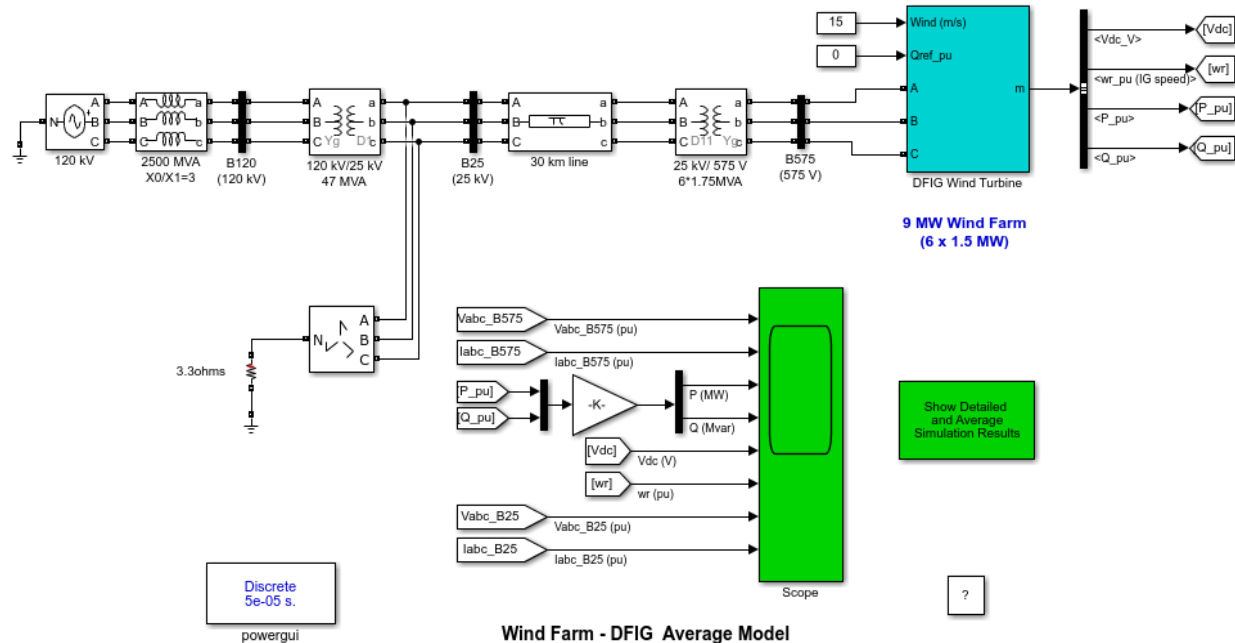 15
Wind (m/s)
<Vdc_V>
[Vdc]
0
Qref_pu
<wr_pu (IG speed)>
[wr]
A
B
C
m
<P_pu>
[P_pu]
<Q_pu>
[Q_pu]
DFIG Wind Turbine
N
A
B
C
120 kV
A
B
C
a
b
c
2500 MVA
X0/X1=3
B120
(120 kV)
A
B
C
a
b
c
Yg
D1
120 kV/25 kV
47 MVA
B25
(25 kV)
A
B
C
a
b
c
30 km line
A
B
C
a
b
c
D11
Yg
25 kV/ 575 V
6*1.75MVA
B575
(575 V)
9 MW Wind Farm
(6 x 1.5 MW)
N
A
B
C
3.3ohms
Vabc_B575
Vabc_B575 (pu)
Iabc_B575
Iabc_B575 (pu)
[P_pu]
[Q_pu]
-K-
P (MW)
Q (Mvar)
[Vdc]
Vdc (V)
[wr]
wr (pu)
Vabc_B25
Vabc_B25 (pu)
Iabc_B25
Iabc_B25 (pu)
Scope
Show Detailed
and Average
Simulation Results
Discrete
5e-05 s.
powergui
?
Wind Farm - DFIG Average Model